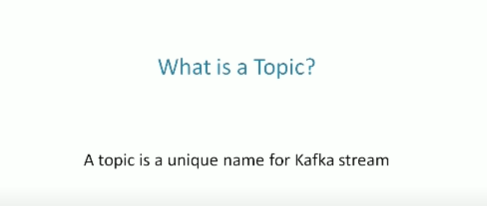 What is a Topic?
A topic is a unique name for Kafka stream